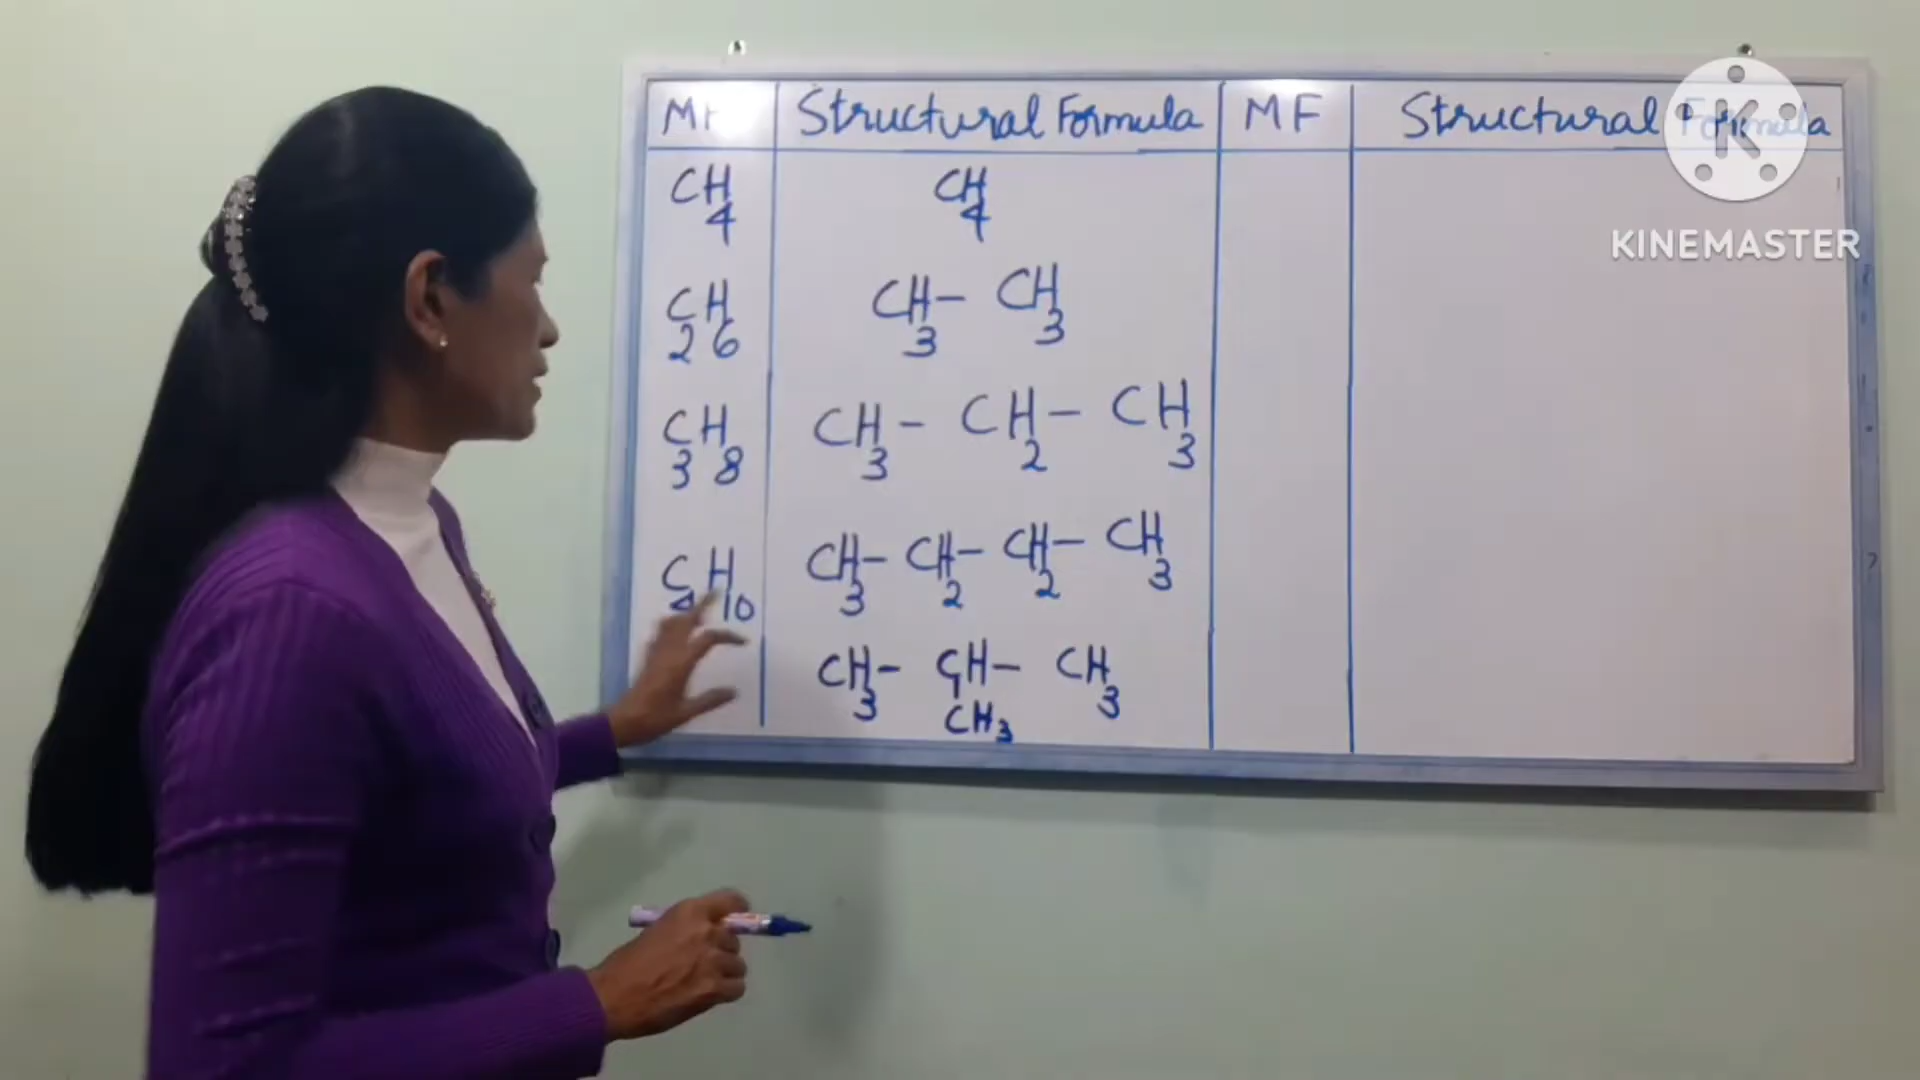 MF Structural Formula MF Structural Formula
CH4 CH4
C2H6 CH3- CH3
C3H8 CH3- CH2- CH3
C4H10 CH3- CH2- CH2- CH3
CH3- CH- CH3
CH3
KINEMASTER